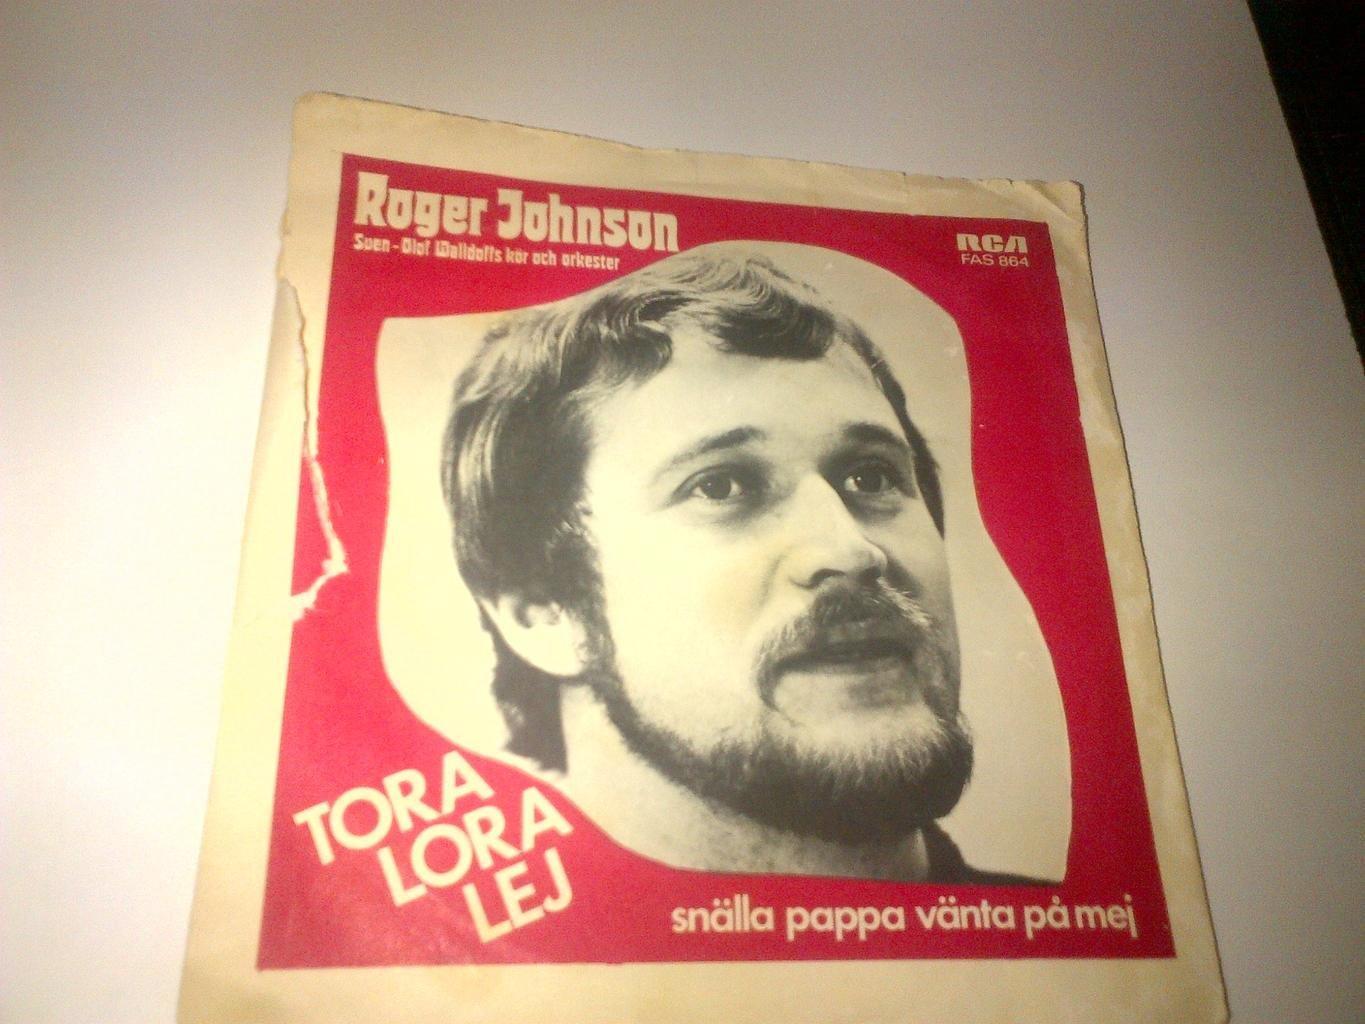 Roger Johnson
Sven-Olof Walldoffs kör och orkester
RCA
FAS 864
TORA
LORA
LEJ
snälla pappa vänta på mej